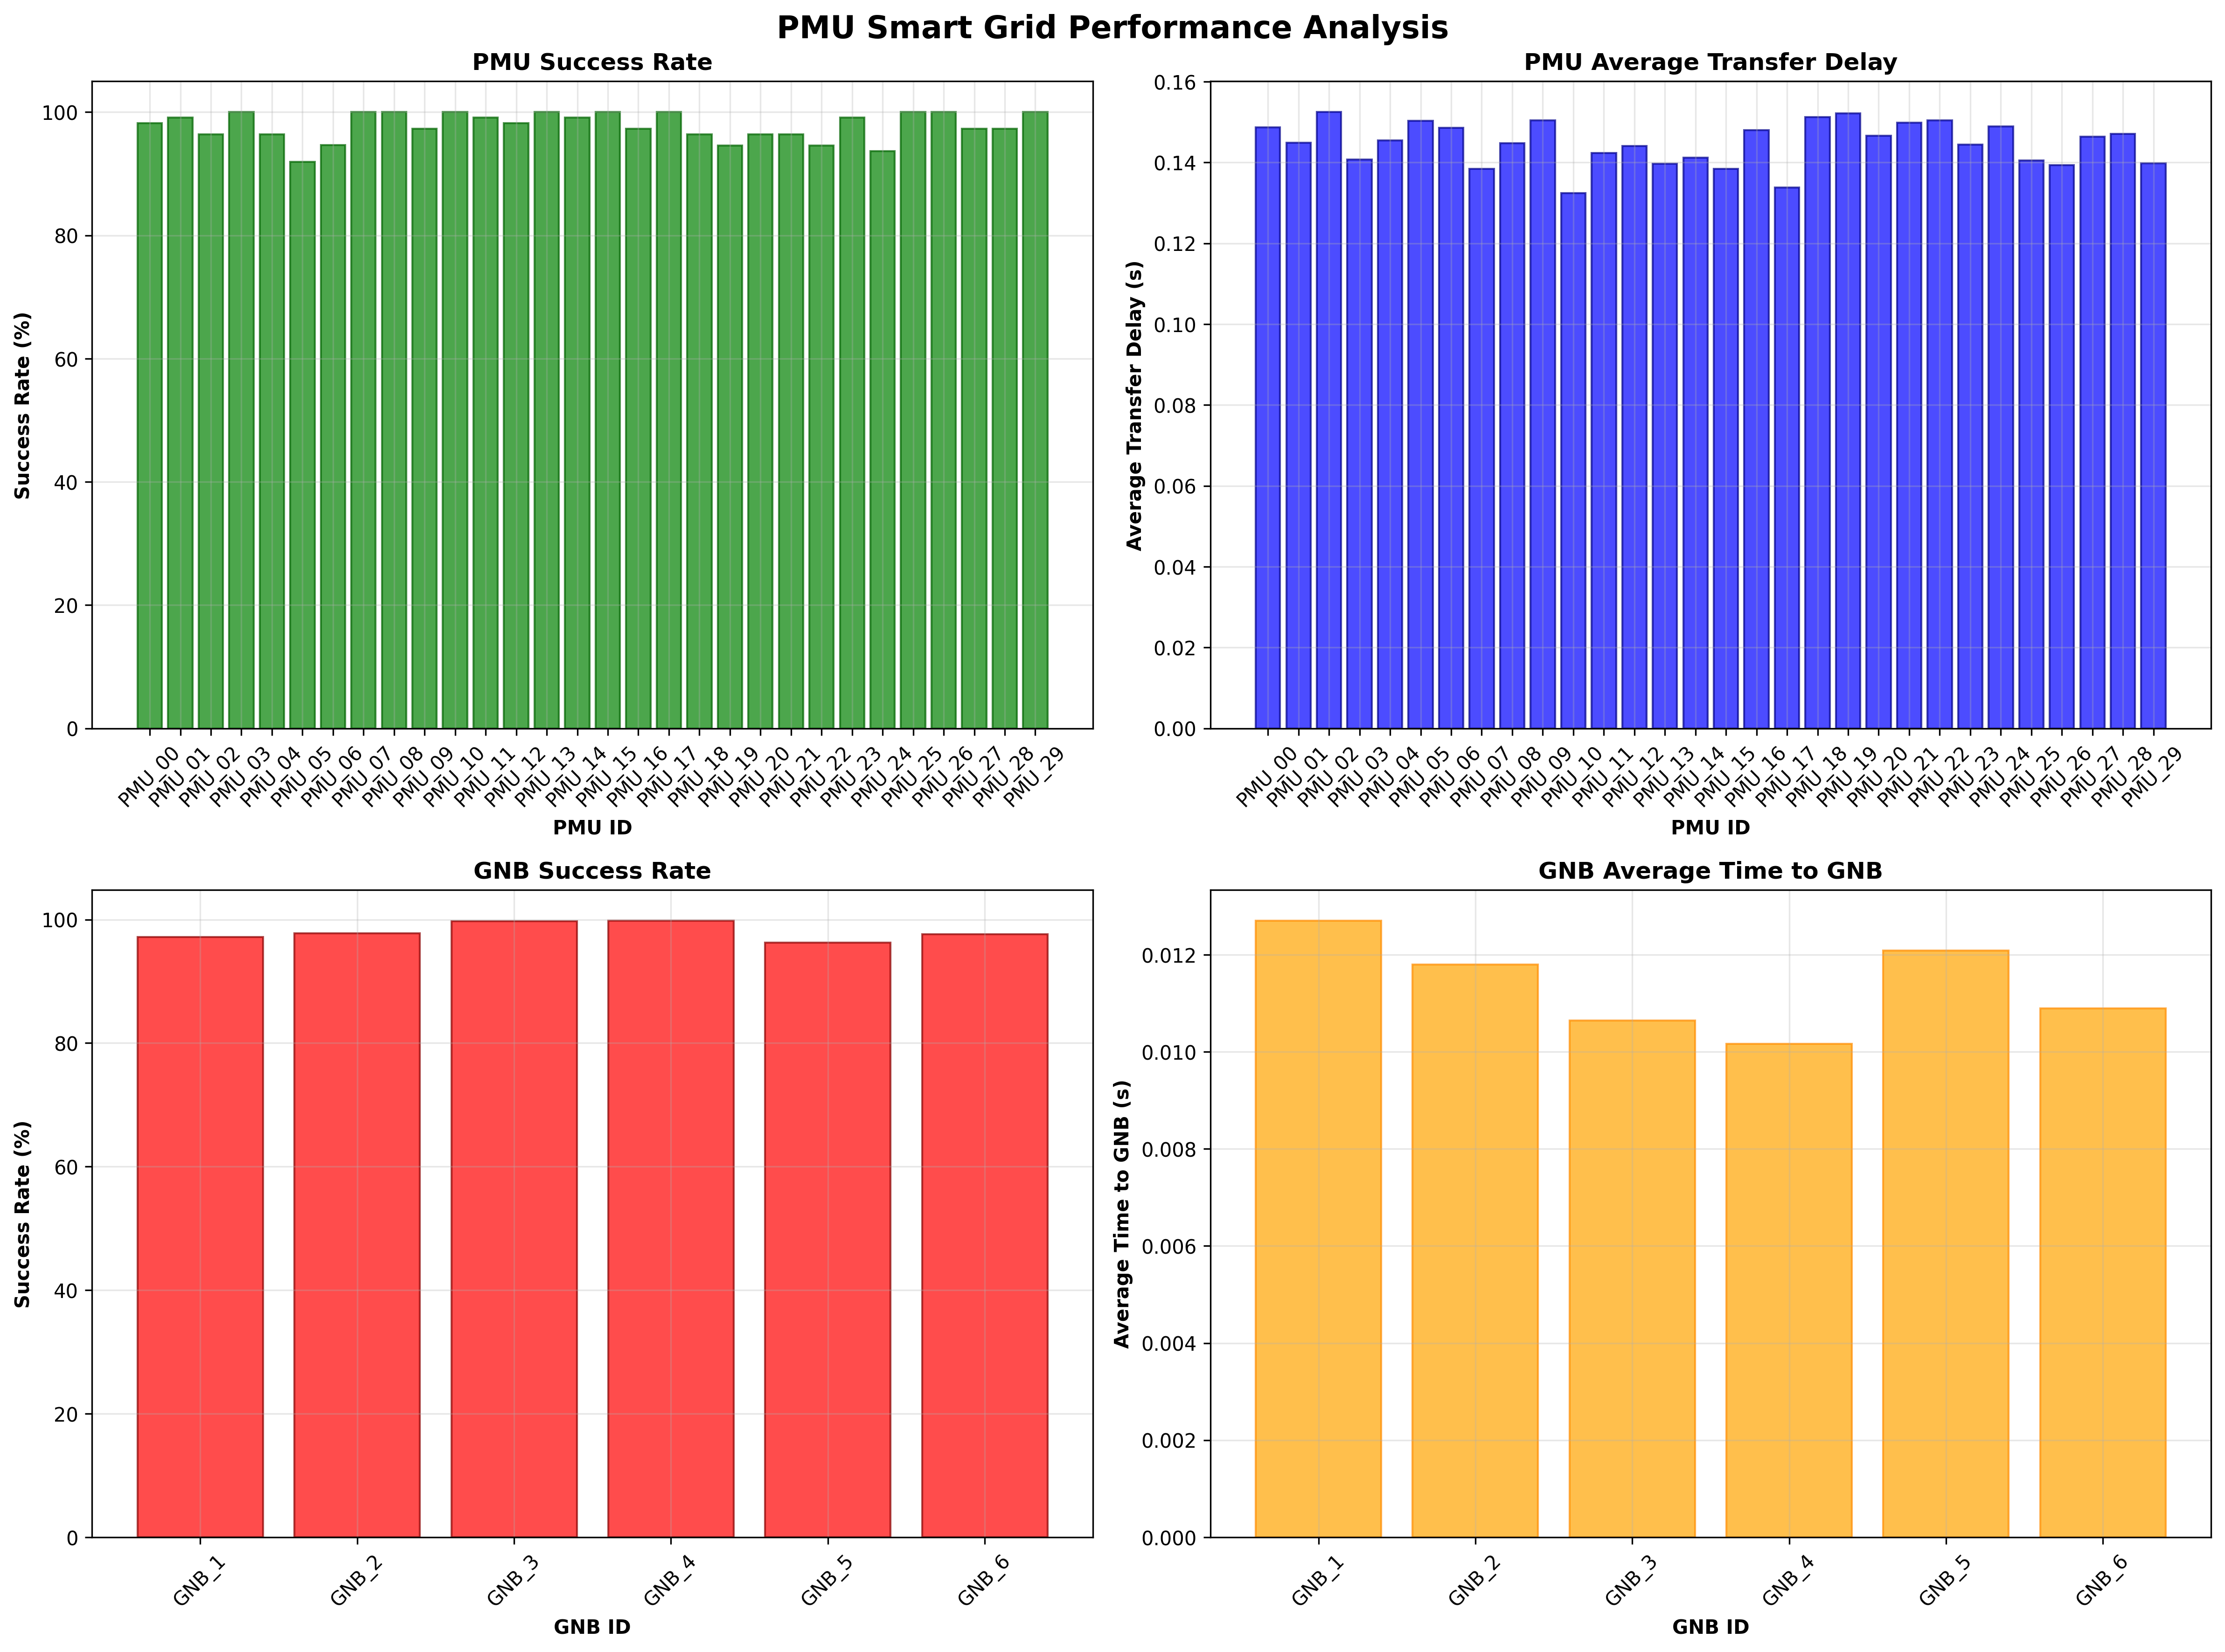 PMU Smart Grid Performance Analysis
PMU Success Rate
Success Rate (%)
100
80
60
40
20
0
PMU_00
PMU_01
PMU_02
PMU_03
PMU_04
PMU_05
PMU_06
PMU_07
PMU_08
PMU_09
PMU_10
PMU_11
PMU_12
PMU_13
PMU_14
PMU_15
PMU_16
PMU_17
PMU_18
PMU_19
PMU_20
PMU_21
PMU_22
PMU_23
PMU_24
PMU_25
PMU_26
PMU_27
PMU_28
PMU_29
PMU ID
PMU Average Transfer Delay
Average Transfer Delay (s)
0.16
0.14
0.12
0.10
0.08
0.06
0.04
0.02
0.00
PMU_00
PMU_01
PMU_02
PMU_03
PMU_04
PMU_05
PMU_06
PMU_07
PMU_08
PMU_09
PMU_10
PMU_11
PMU_12
PMU_13
PMU_14
PMU_15
PMU_16
PMU_17
PMU_18
PMU_19
PMU_20
PMU_21
PMU_22
PMU_23
PMU_24
PMU_25
PMU_26
PMU_27
PMU_28
PMU_29
PMU ID
GNB Success Rate
Success Rate (%)
100
80
60
40
20
0
GNB_1
GNB_2
GNB_3
GNB_4
GNB_5
GNB_6
GNB ID
GNB Average Time to GNB
Average Time to GNB (s)
0.012
0.010
0.008
0.006
0.004
0.002
0.000
GNB_1
GNB_2
GNB_3
GNB_4
GNB_5
GNB_6
GNB ID